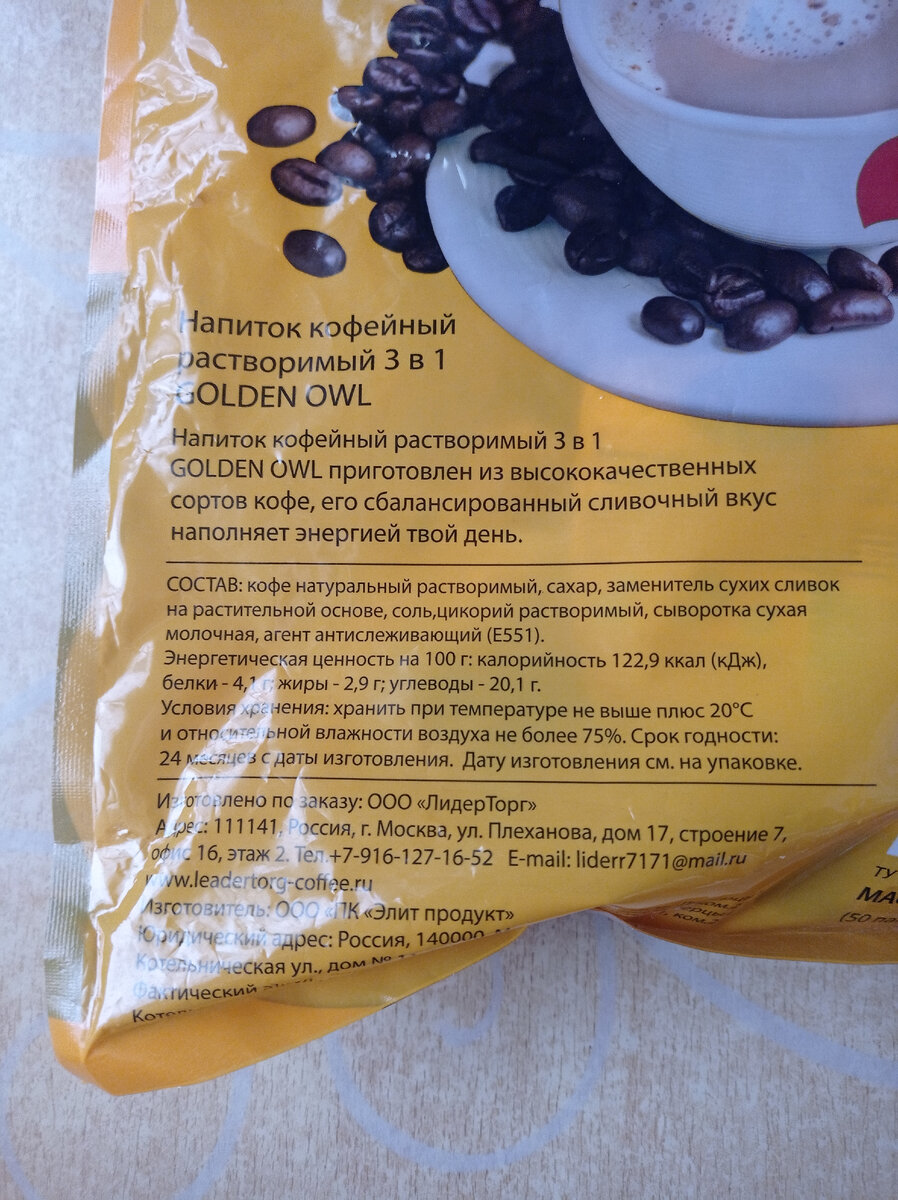 Напиток кофейный
растворимый 3 в 1
GOLDEN OWL
Напиток кофейный растворимый 3 в 1
GOLDEN OWL приготовлен из высококачественных
сортов кофе, его сбалансированный сливочный вкус
наполняет энергией твой день.
СОСТАВ: кофе натуральный растворимый, сахар, заменитель сухих сливок
на растительной основе, соль,цикорий растворимый, сыворотка сухая
молочная, агент антислеживающий (Е551).
Энергетическая ценность на 100 г: калорийность 122,9 ккал (кДж),
белки - 4,1 г; жиры - 2,9 г; углеводы - 20,1 г.
Условия хранения: хранить при температуре не выше плюс 20°С
и относительной влажности воздуха не более 75%. Срок годности:
24 месяцев с даты изготовления. Дату изготовления см. на упаковке.
Изготовлено по заказу: ООО «ЛидерТорг»
Адрес: 111141, Россия, г. Москва, ул. Плеханова, дом 17, строение 7,
офис 16, этаж 2. Тел.+7-916-127-16-52 E-mail: liderr7171@mail.ru
www.leadertorg-coffee.ru
Изготовитель: ООО «ПК «Элит продукт»
Юридический адрес: Россия, 140000,
Котельническая ул., дом №
Фактический
ТУ
(50